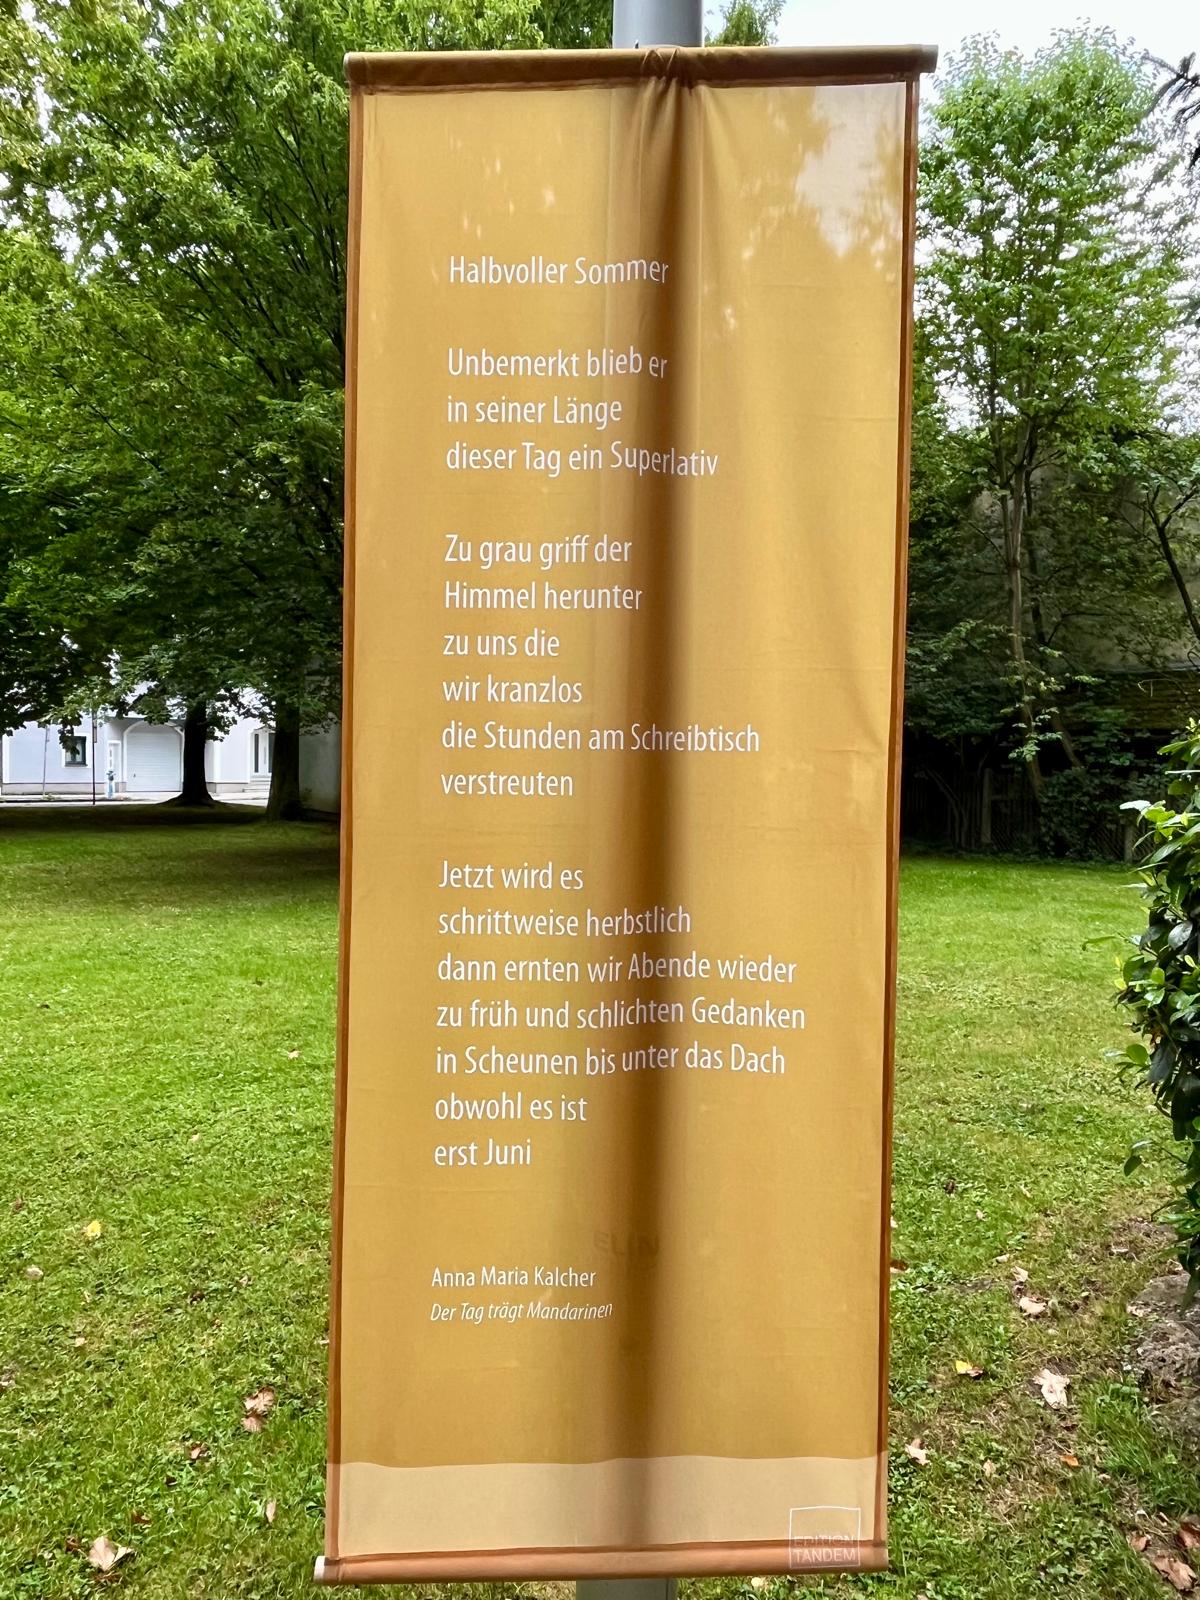 Halbvoller Sommer
Unbemerkt blieb er
in seiner Länge
dieser Tag ein Superlativ
Zu grau griff der
Himmel herunter
zu uns die
wir kranzlos
die Stunden am Schreibtisch
verstreuten
Jetzt wird es
schrittweise herbstlich
dann ernten wir Abende wieder
zu früh und schlichten Gedanken
in Scheunen bis unter das Dach
obwohl es ist
erst Juni
Anna Maria Kalcher
Der Tag trägt Mandarinen
EDITION
TANDEM